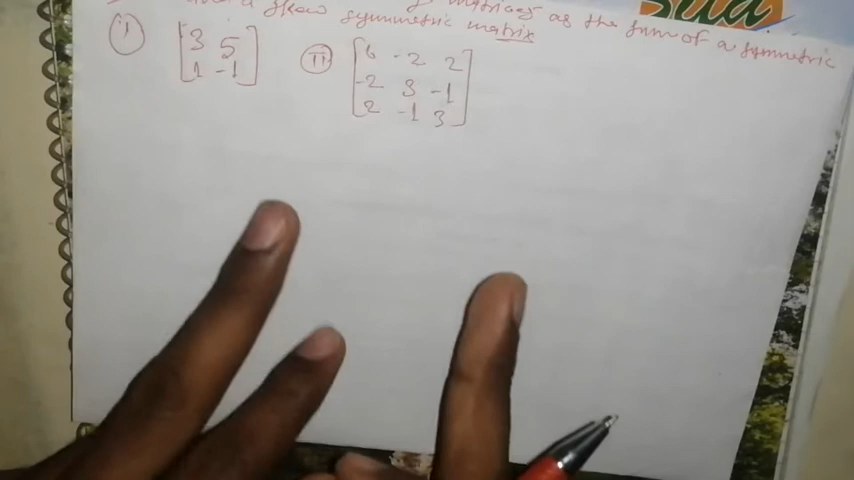 matrices as the sum of a symmetric
skew symmetric matrix
(i) [3 5
1 -1]
(ii) [6 -2 2
-2 3 -1
2 -1 3]